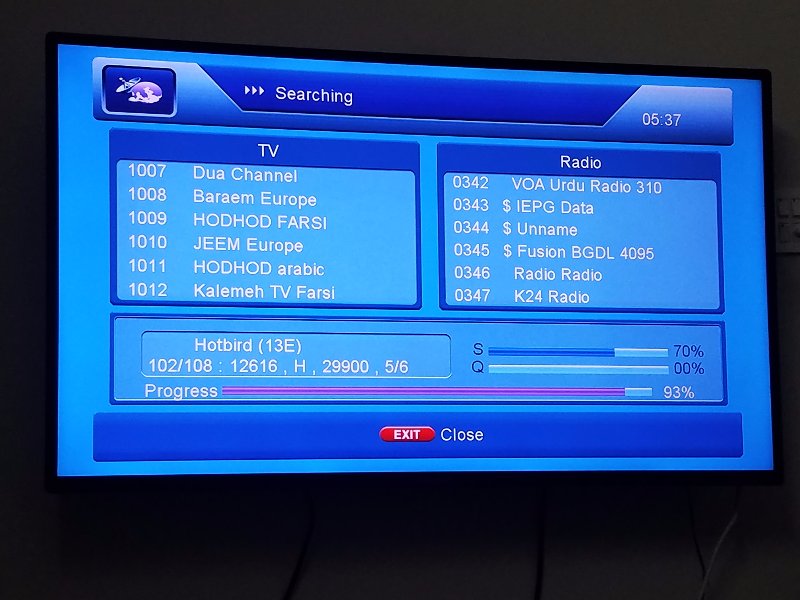 Searching
05:37
TV
1007 Dua Channel
1008 Baraem Europe
1009 HODHOD FARSI
1010 JEEM Europe
1011 HODHOD arabic
1012 Kalemeh TV Farsi
Radio
0342 VOA Urdu Radio 310
0343 $ IEPG Data
0344 $ Unname
0345 $ Fusion BGDL 4095
0346 Radio Radio
0347 K24 Radio
Hotbird (13E)
102/108 : 12616 , H , 29900 , 5/6
S 70%
Q 00%
Progress 93%
EXIT Close